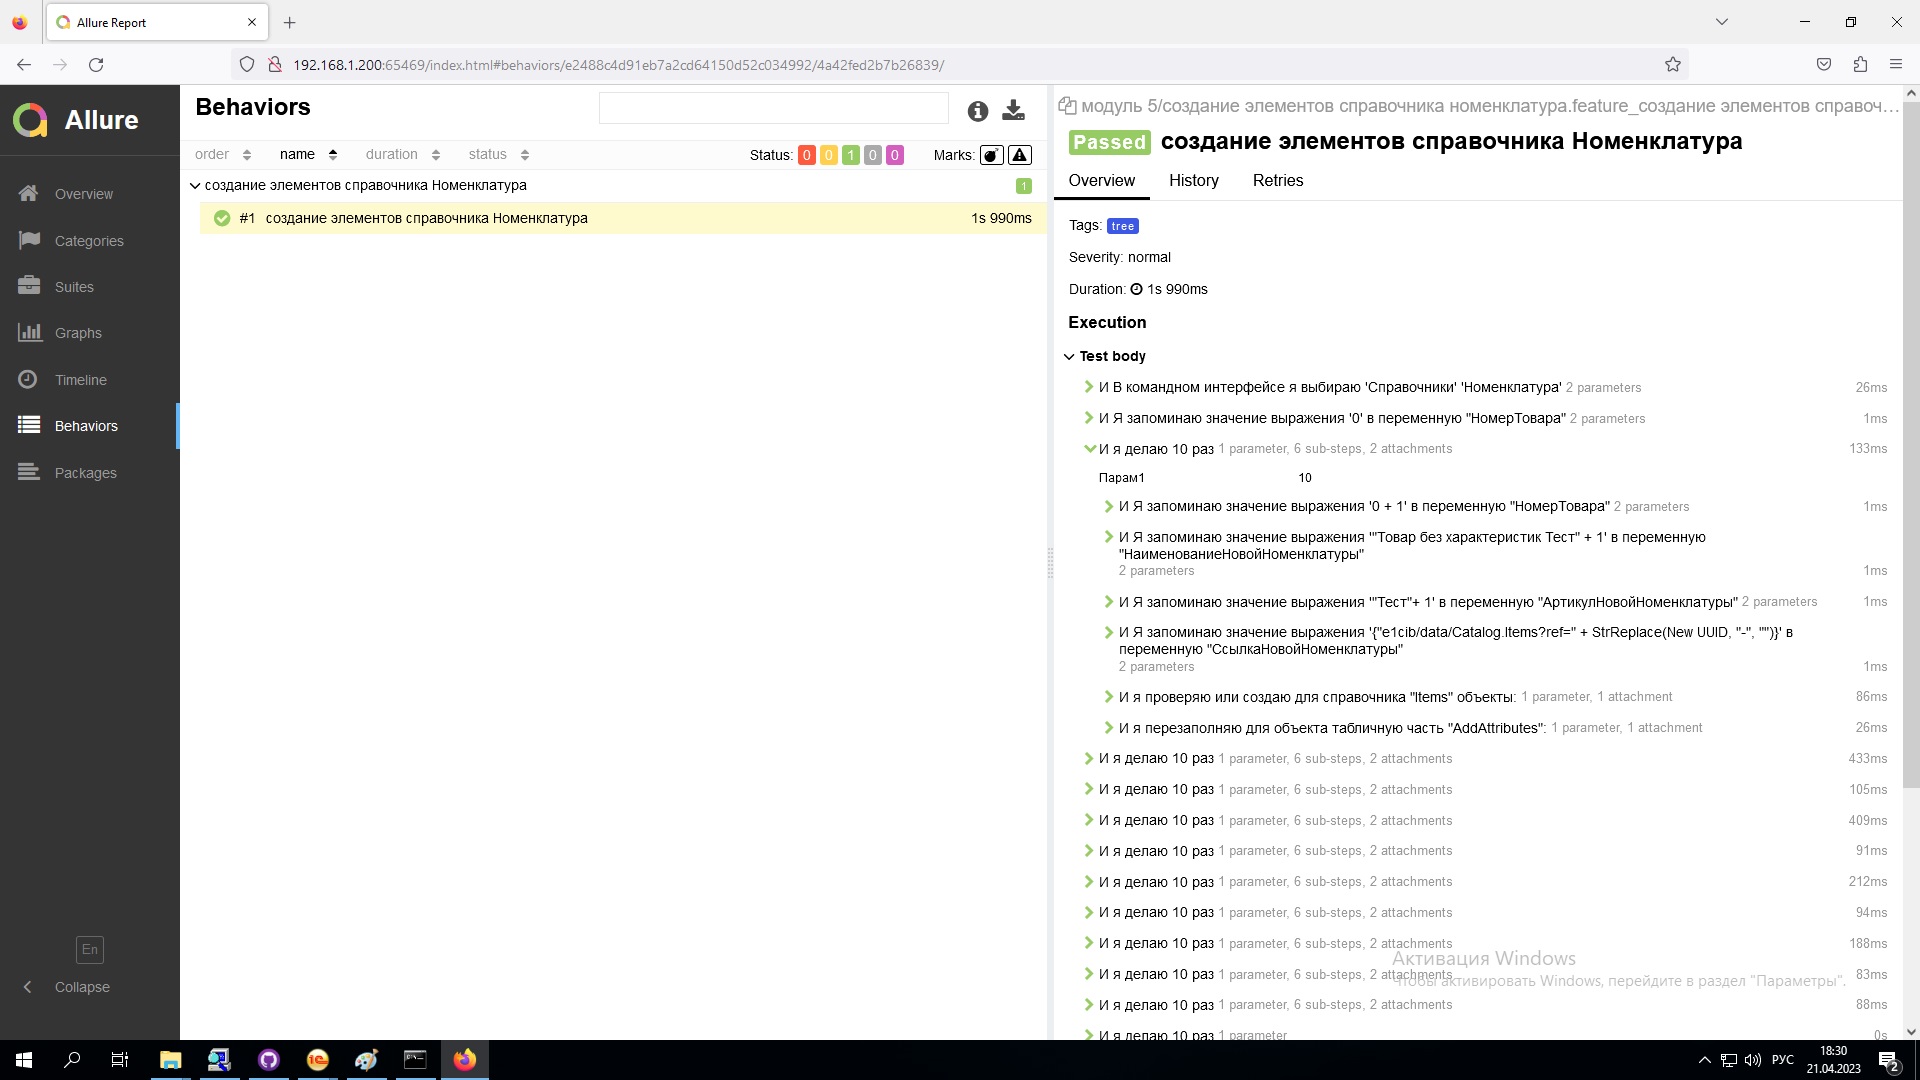 Allure Report
192.168.1.200:65469/index.html#behaviors/e2488c4d91eb7a2cd64150d52c034992/4a42fed2b7b26839/
Allure
Overview
Categories
Suites
Graphs
Timeline
Behaviors
Packages
En
Collapse
Behaviors
order name duration status Status: 0 0 1 0 0 Marks:
создание элементов справочника Номенклатура 1
#1 создание элементов справочника Номенклатура 1s 990ms
модуль 5/создание элементов справочника номенклатура.feature_создание элементов справоч...
Passed создание элементов справочника Номенклатура
Overview History Retries
Tags: tree
Severity: normal
Duration: 1s 990ms
Execution
Test body
И В командном интерфейсе я выбираю 'Справочники' 'Номенклатура' 2 parameters 26ms
И Я запоминаю значение выражения '0' в переменную "НомерТовара" 2 parameters 1ms
И я делаю 10 раз 1 parameter, 6 sub-steps, 2 attachments 133ms
Парам1 10
И Я запоминаю значение выражения '0 + 1' в переменную "НомерТовара" 2 parameters 1ms
И Я запоминаю значение выражения '"Товар без характеристик Тест" + 1' в переменную
"НаименованиеНовойНоменклатуры"
2 parameters 1ms
И Я запоминаю значение выражения '"Тест"+ 1' в переменную "АртикулНовойНоменклатуры" 2 parameters 1ms
И Я запоминаю значение выражения '{"e1cib/data/Catalog.Items?ref=" + StrReplace(New UUID, "-", "")}' в
переменную "СсылкаНовойНоменклатуры"
2 parameters 1ms
И я проверяю или создаю для справочника "Items" объекты: 1 parameter, 1 attachment 86ms
И я перезаполняю для объекта табличную часть "AddAttributes": 1 parameter, 1 attachment 26ms
И я делаю 10 раз 1 parameter, 6 sub-steps, 2 attachments 433ms
И я делаю 10 раз 1 parameter, 6 sub-steps, 2 attachments 105ms
И я делаю 10 раз 1 parameter, 6 sub-steps, 2 attachments 409ms
И я делаю 10 раз 1 parameter, 6 sub-steps, 2 attachments 91ms
И я делаю 10 раз 1 parameter, 6 sub-steps, 2 attachments 212ms
И я делаю 10 раз 1 parameter, 6 sub-steps, 2 attachments 94ms
И я делаю 10 раз 1 parameter, 6 sub-steps, 2 attachments 188ms
Активация Windows
И я делаю 10 раз 1 parameter, 6 sub-steps, 2 attachments 83ms
Чтобы активировать Windows, перейдите в раздел "Параметры".
И я делаю 10 раз 1 parameter, 6 sub-steps, 2 attachments 88ms
И я делаю 10 раз 1 parameter 0s
РУС
18:30
21.04.2023
2